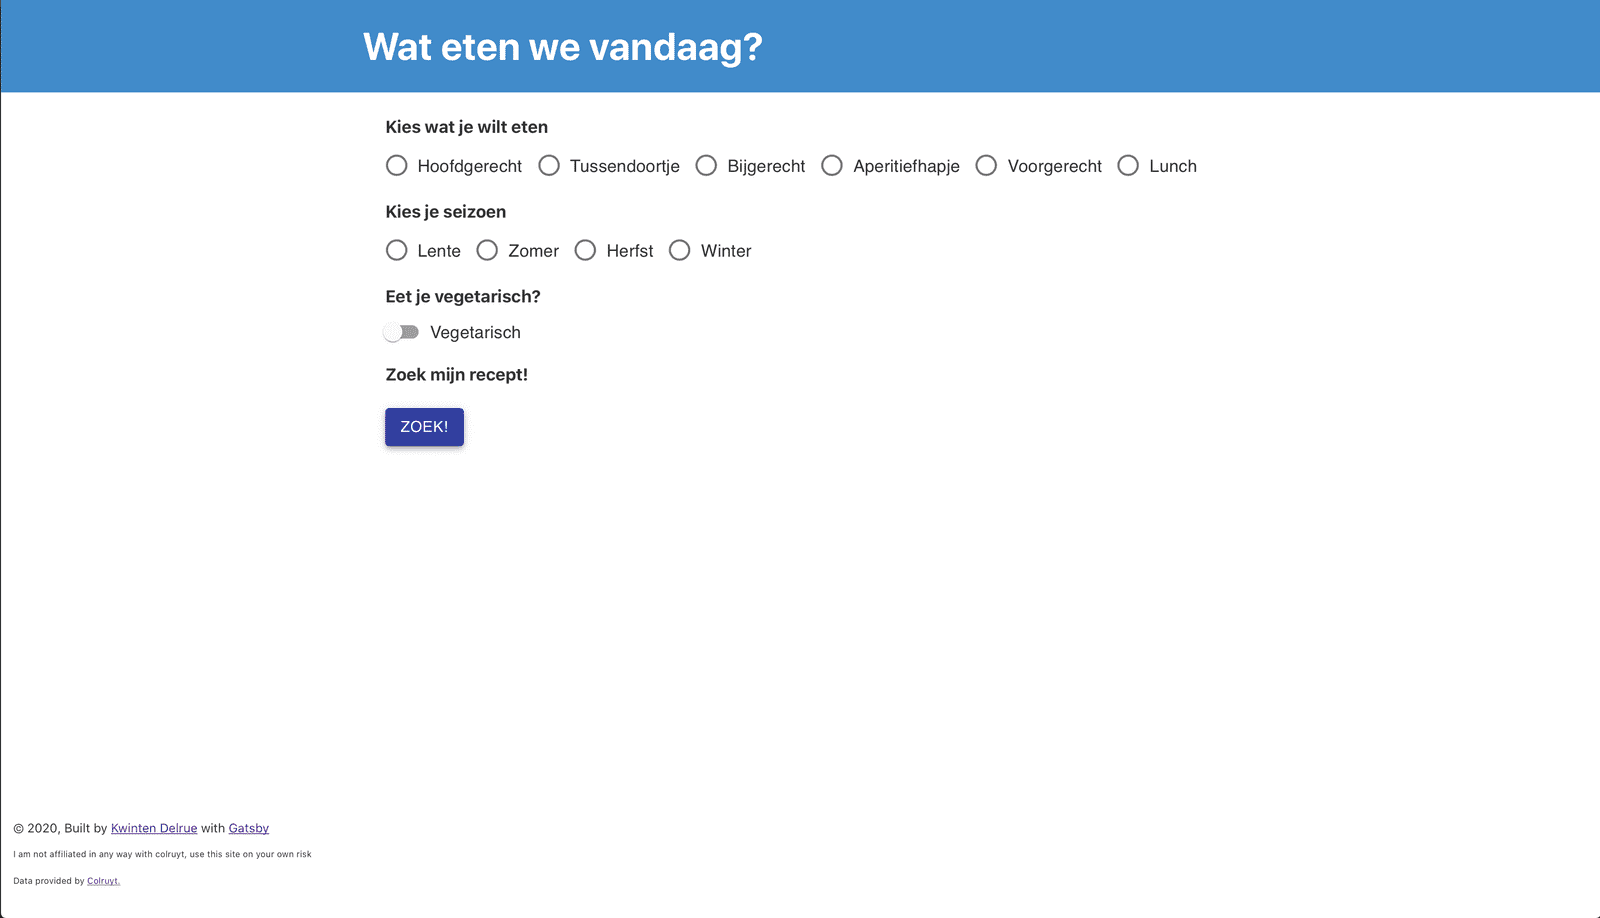 Wat eten we vandaag?
Kies wat je wilt eten
Hoofdgerecht Tussendoortje Bijgerecht Aperitiefhapje Voorgerecht Lunch
Kies je seizoen
Lente Zomer Herfst Winter
Eet je vegetarisch?
Vegetarisch
Zoek mijn recept!
ZOEK!
© 2020, Built by Kwinten Delrue with Gatsby
I am not affiliated in any way with colruyt, use this site on your own risk
Data provided by Colruyt.